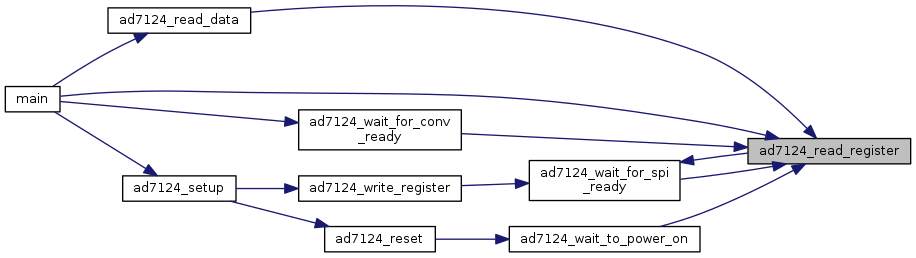 ad7124_read_data
main
ad7124_wait_for_conv
_ready
ad7124_read_register
ad7124_setup
ad7124_write_register
ad7124_wait_for_spi
_ready
ad7124_reset
ad7124_wait_to_power_on